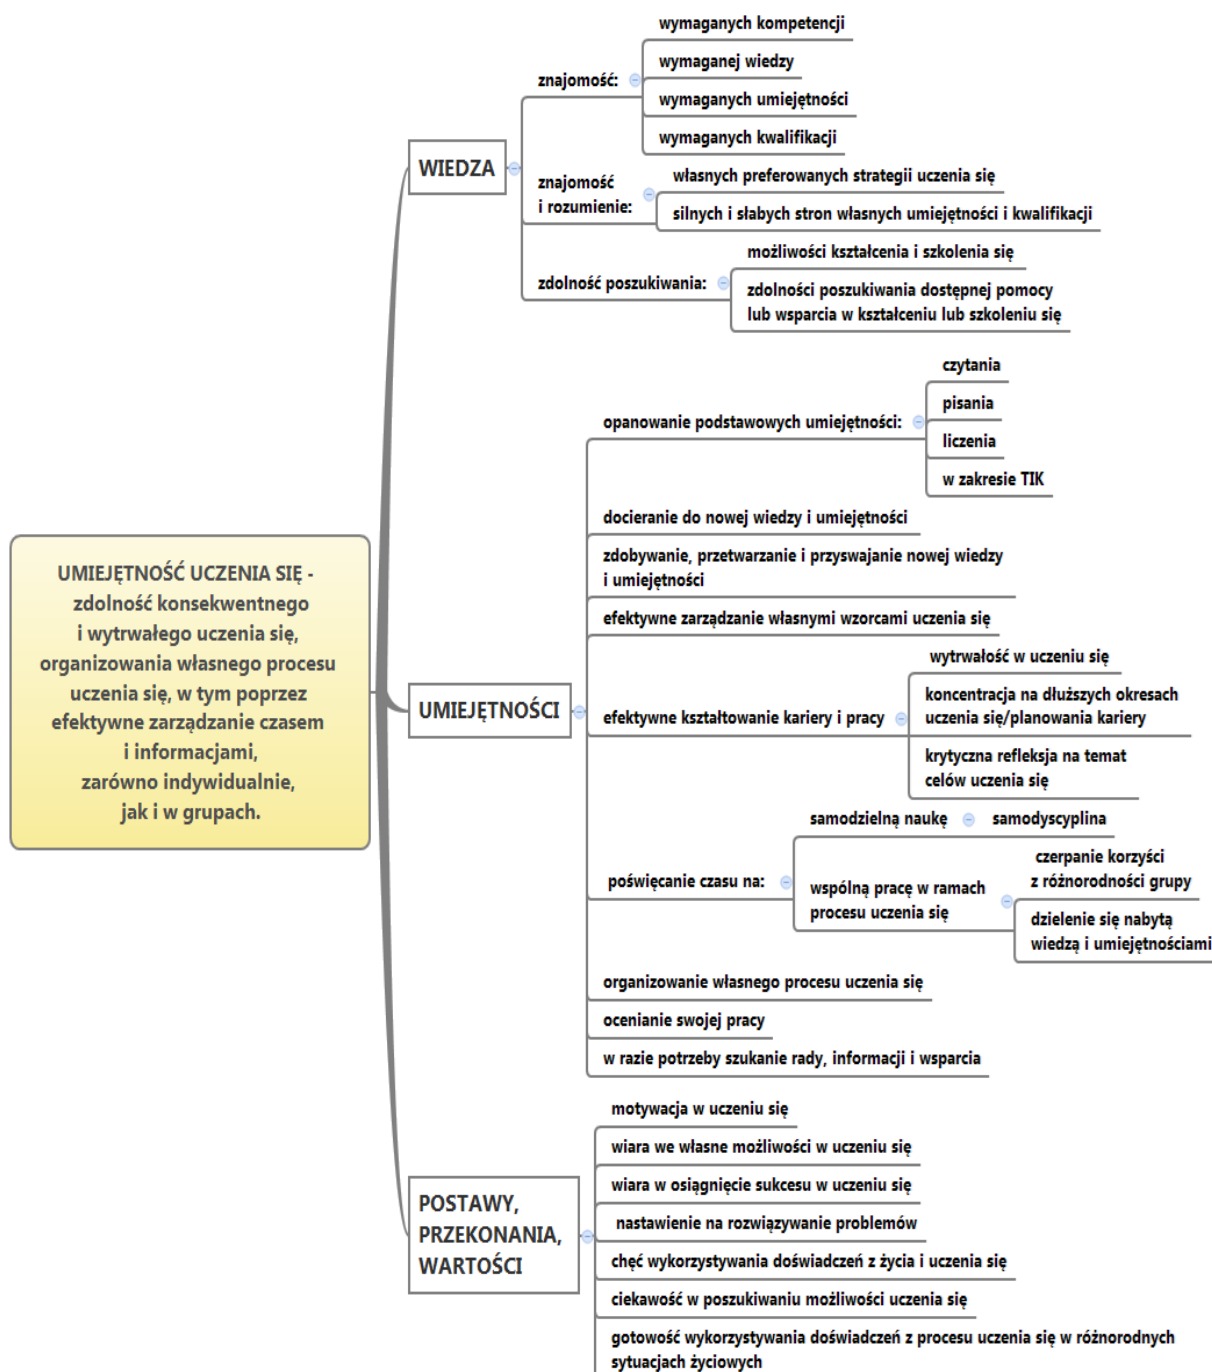 UMIEJĘTNOŚĆ UCZENIA SIĘ -
zdolność konsekwentnego
i wytrwałego uczenia się,
organizowania własnego procesu
uczenia się, w tym poprzez
efektywne zarządzanie czasem
i informacjami,
zarówno indywidualnie,
jak i w grupach.
WIEDZA
znajomość:
wymaganych kompetencji
wymaganej wiedzy
wymaganych umiejętności
wymaganych kwalifikacji
znajomość
i rozumienie:
własnych preferowanych strategii uczenia się
silnych i słabych stron własnych umiejętności i kwalifikacji
zdolność poszukiwania:
możliwości kształcenia i szkolenia się
zdolności poszukiwania dostępnej pomocy
lub wsparcia w kształceniu lub szkoleniu się
UMIEJĘTNOŚCI
opanowanie podstawowych umiejętności:
czytania
pisania
liczenia
w zakresie TIK
docieranie do nowej wiedzy i umiejętności
zdobywanie, przetwarzanie i przyswajanie nowej wiedzy
i umiejętności
efektywne zarządzanie własnymi wzorcami uczenia się
efektywne kształtowanie kariery i pracy
wytrwałość w uczeniu się
koncentracja na dłuższych okresach
uczenia się/planowania kariery
krytyczna refleksja na temat
celów uczenia się
poświęcanie czasu na:
samodzielną naukę
samodyscyplina
wspólną pracę w ramach
procesu uczenia się
czerpanie korzyści
z różnorodności grupy
dzielenie się nabytą
wiedzą i umiejętnościami
organizowanie własnego procesu uczenia się
ocenianie swojej pracy
w razie potrzeby szukanie rady, informacji i wsparcia
POSTAWY,
PRZEKONANIA,
WARTOŚCI
motywacja w uczeniu się
wiara we własne możliwości w uczeniu się
wiara w osiągnięcie sukcesu w uczeniu się
nastawienie na rozwiązywanie problemów
chęć wykorzystywania doświadczeń z życia i uczenia się
ciekawość w poszukiwaniu możliwości uczenia się
gotowość wykorzystywania doświadczeń z procesu uczenia się w różnorodnych
sytuacjach życiowych